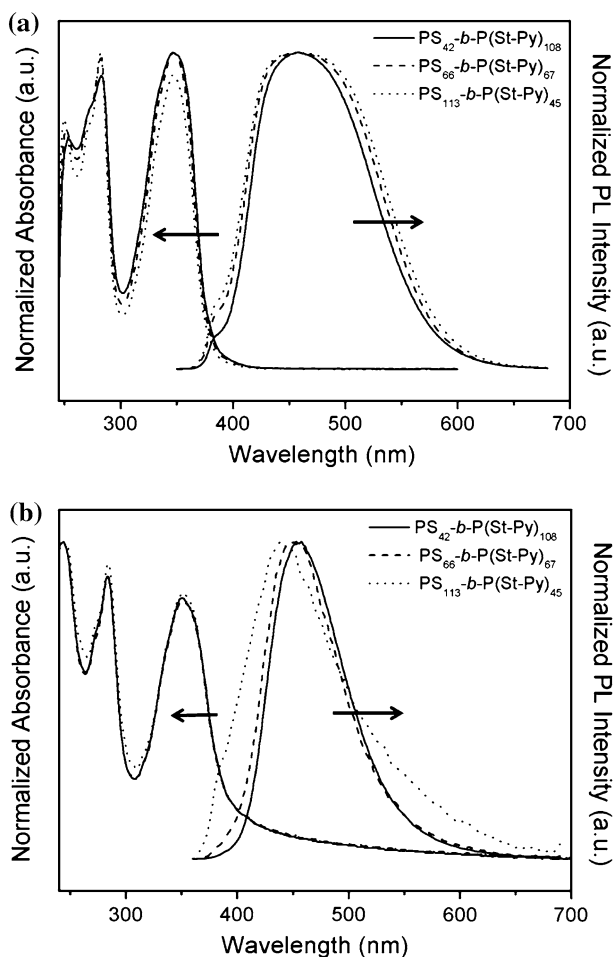 (a)
Normalized Absorbance (a.u.)
Normalized PL Intensity (a.u.)
PS42-b-P(St-Py)108
PS66-b-P(St-Py)67
PS113-b-P(St-Py)45
300 400 500 600 700
Wavelength (nm)
(b)
Normalized Absorbance (a.u.)
Normalized PL Intensity (a.u.)
PS42-b-P(St-Py)108
PS66-b-P(St-Py)67
PS113-b-P(St-Py)45
300 400 500 600 700
Wavelength (nm)